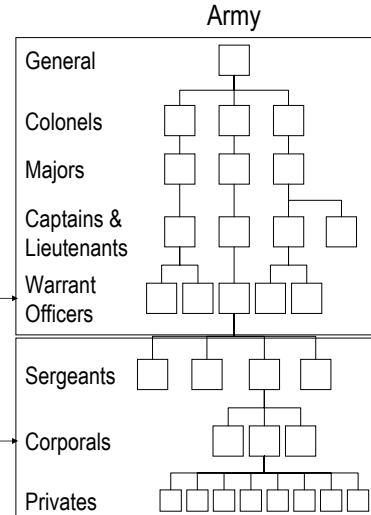 Army
General
Colonels
Majors
Captains &
Lieutenants
Warrant
Officers
Sergeants
Corporals
Privates